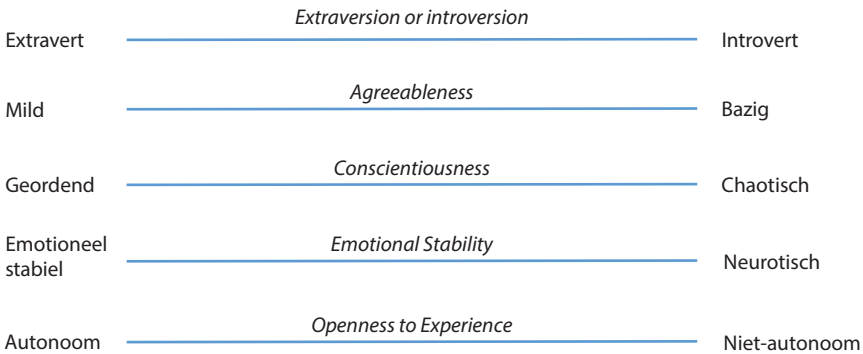 Extraversion or introversion
Extravert
Introvert
Agreeableness
Mild
Bazig
Conscientiousness
Geordend
Chaotisch
Emotioneel
stabiel
Emotional Stability
Neurotisch
Openness to Experience
Autonoom
Niet-autonoom